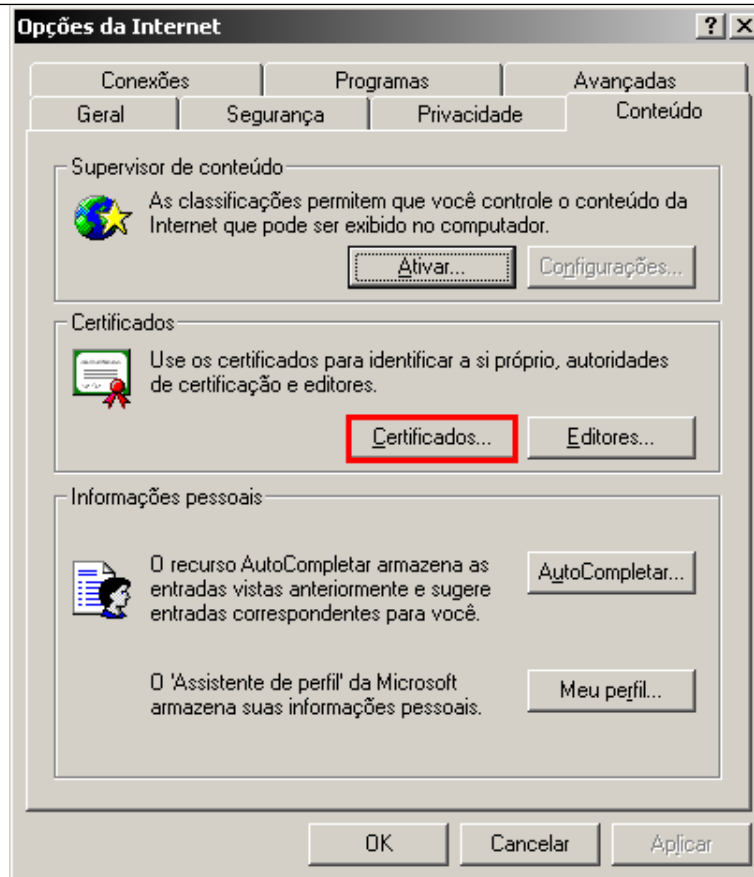 Opções da Internet
Conexões Programas Avançadas
Geral Segurança Privacidade Conteúdo
Supervisor de conteúdo
As classificações permitem que você controle o conteúdo da
Internet que pode ser exibido no computador.
Ativar... Configurações...
Certificados
Use os certificados para identificar a si próprio, autoridades
de certificação e editores.
Certificados... Editores...
Informações pessoais
O recurso AutoCompletar armazena as
entradas vistas anteriormente e sugere
entradas correspondentes para você.
AutoCompletar...
O 'Assistente de perfil' da Microsoft
armazena suas informações pessoais.
Meu perfil...
OK Cancelar Aplicar